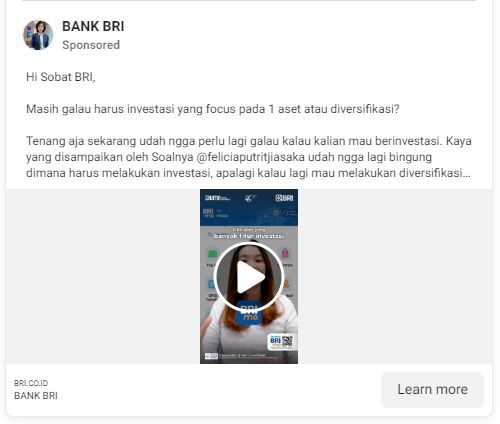 BANK BRI
Sponsored
Hi Sobat BRI,
Masih galau harus investasi yang focus pada 1 aset atau diversifikasi?
Tenang aja sekarang udah ngga perlu lagi galau kalau kalian mau berinvestasi. Kaya
yang disampaikan oleh Soalnya @feliciaputritjiasaka udah ngga lagi bingung
dimana harus melakukan investasi, apalagi kalau lagi mau melakukan diversifikasi...
BUMN
BRI
banyak fitur investasi
BRI
mo
BRI
mo
BRI.CO.ID
BANK BRI
Learn more